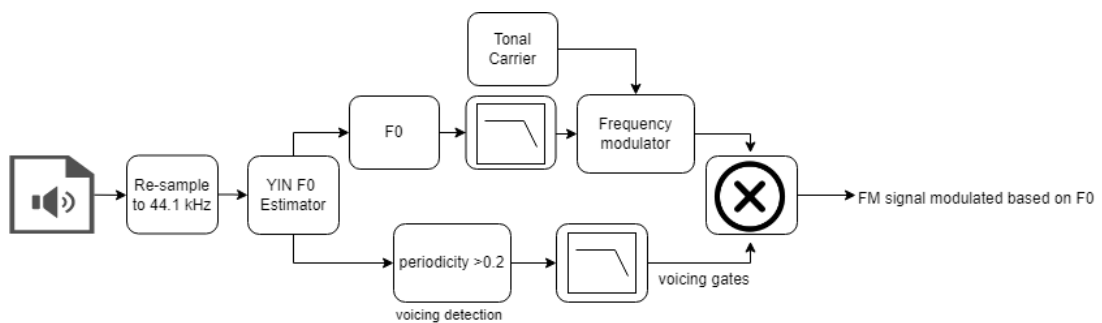 Tonal
Carrier
F0
Frequency
modulator
Re-sample
to 44.1 kHz
YIN F0
Estimator
FM signal modulated based on F0
periodicity >0.2
voicing gates
voicing detection